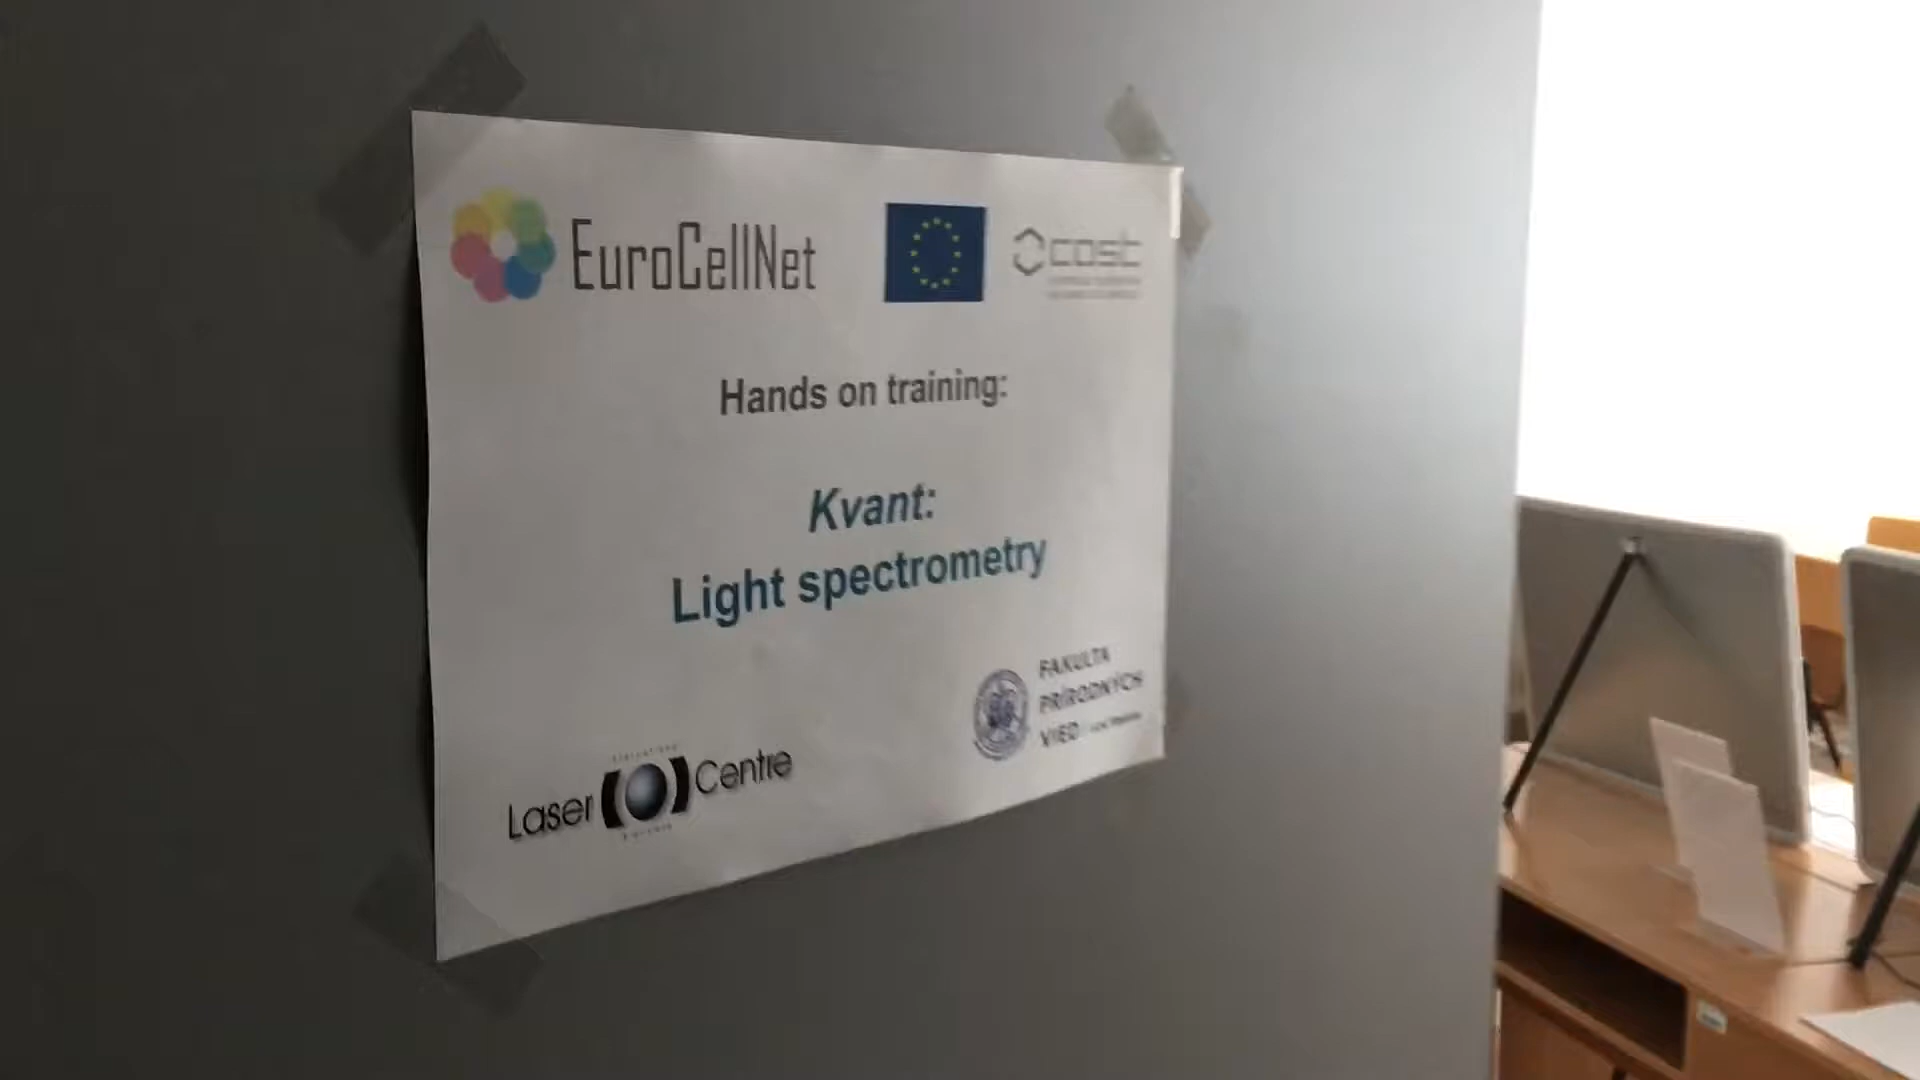 EuroCellNet
cost
Hands on training:
Kvant:
Light spectrometry
FAKULTA
PRÍRODNÝCH
VIED
Laser Centre